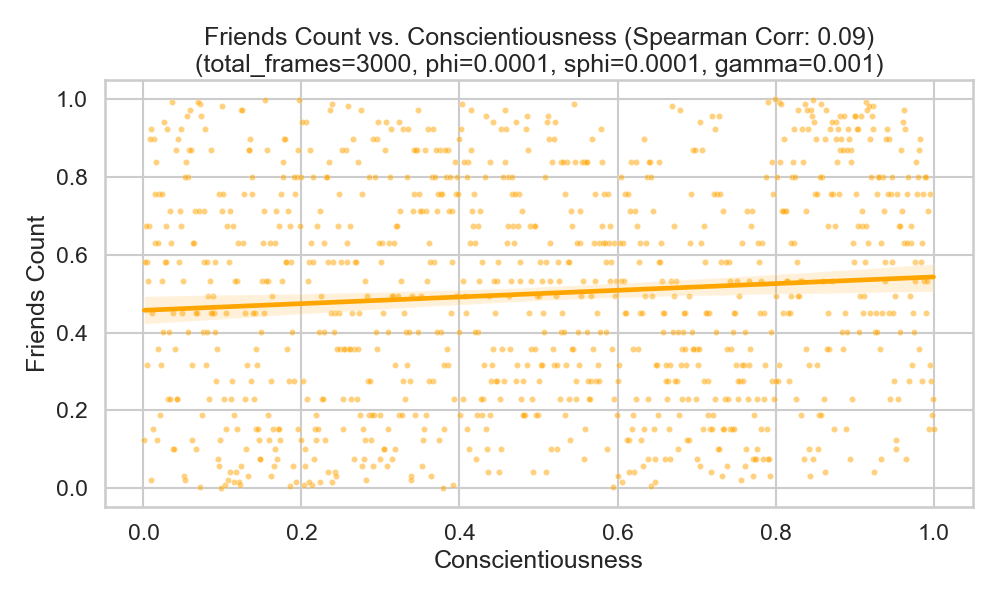 Friends Count vs. Conscientiousness (Spearman Corr: 0.09)
(total_frames=3000, phi=0.0001, sphi=0.0001, gamma=0.001)
1.0
0.8
0.6
0.4
0.2
0.0
Friends Count
0.0 0.2 0.4 0.6 0.8 1.0
Conscientiousness